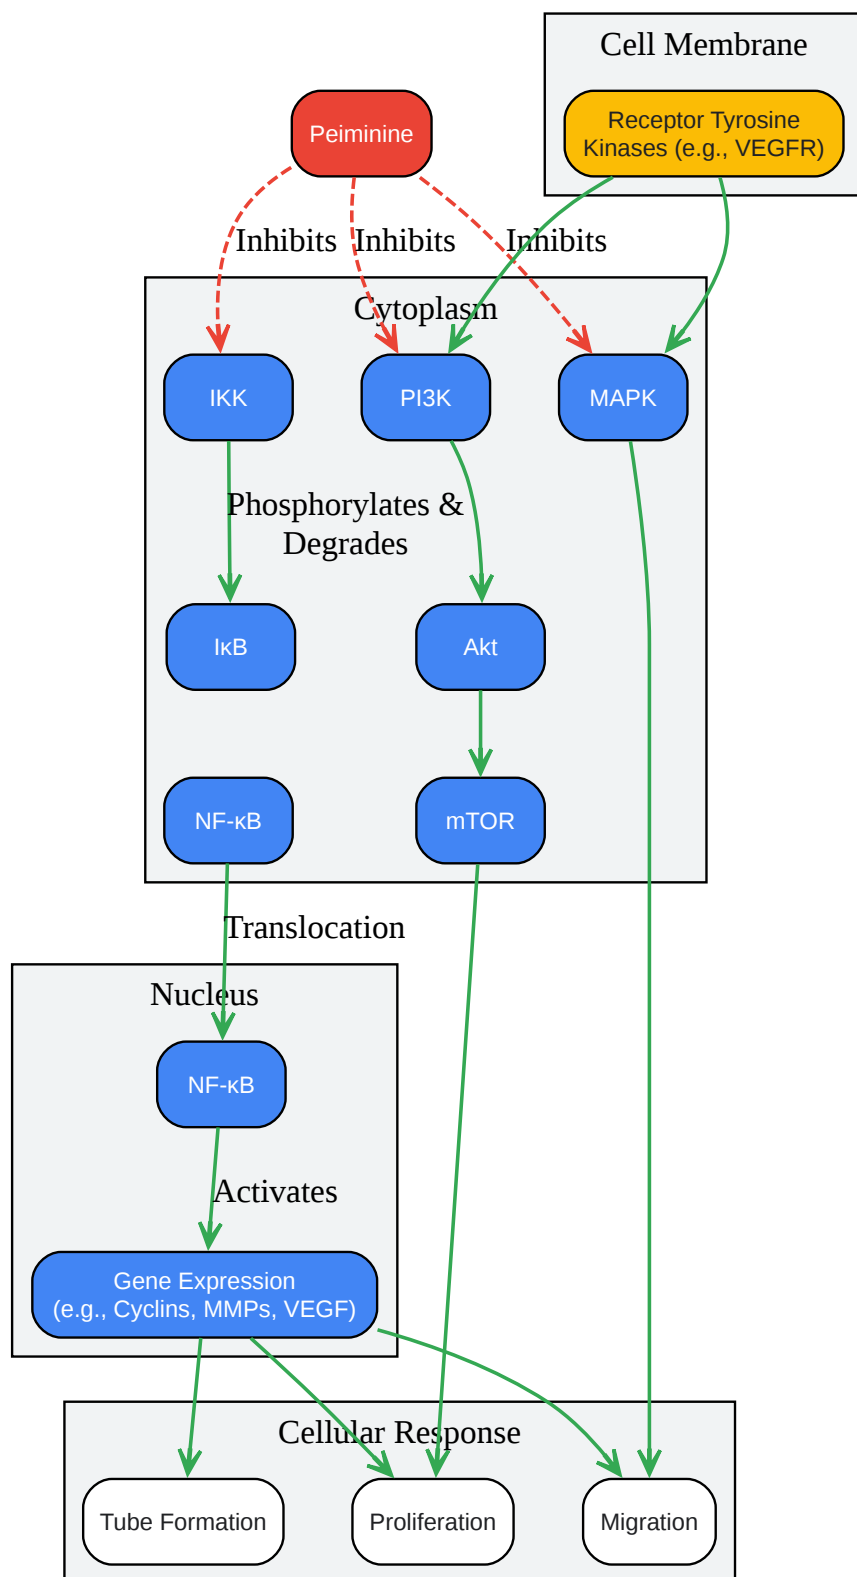 Cell Membrane
Peiminine
Receptor Tyrosine
Kinases (e.g., VEGFR)
Inhibits
Inhibits
Inhibits
Cytoplasm
IKK
PI3K
MAPK
Phosphorylates &
Degrades
IκB
Akt
NF-κB
mTOR
Translocation
Nucleus
NF-κB
Activates
Gene Expression
(e.g., Cyclins, MMPs, VEGF)
Cellular Response
Tube Formation
Proliferation
Migration